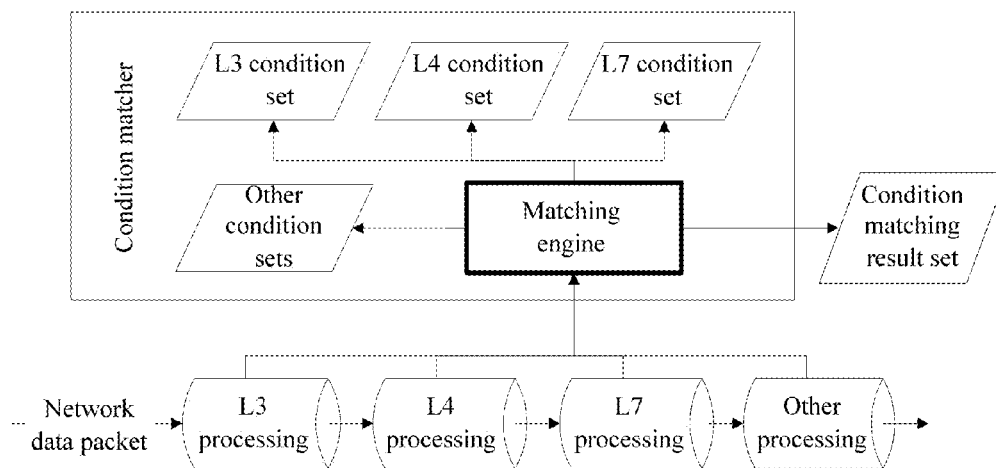 Condition matcher
L3 condition
set
L4 condition
set
L7 condition
set
Other
condition
sets
Matching
engine
Condition
matching
result set
Network
data packet
L3
processing
L4
processing
L7
processing
Other
processing